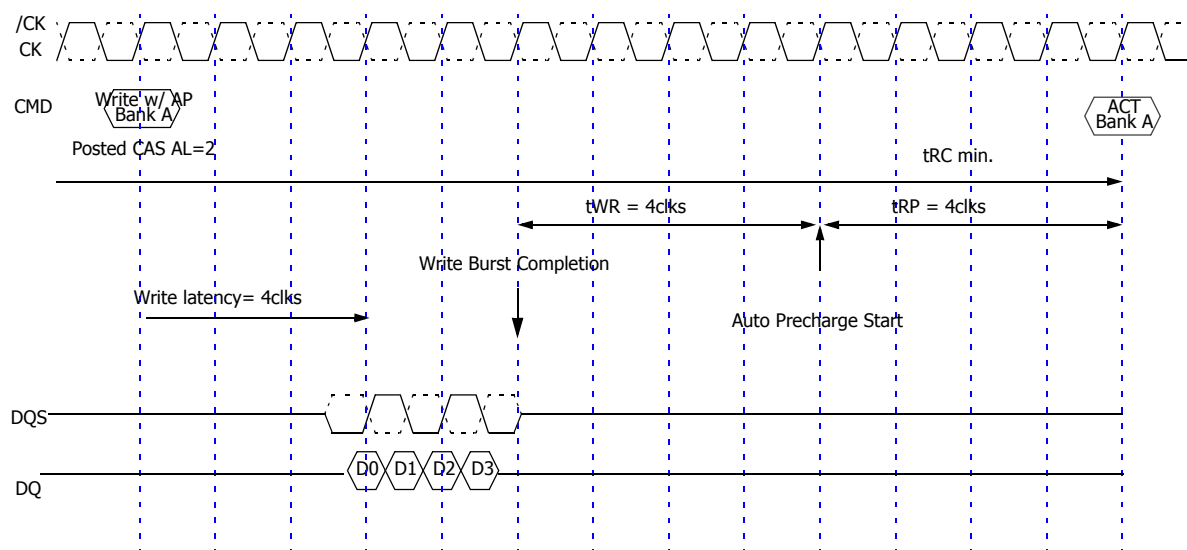 /CK
CK
CMD
Write w/ AP
Bank A
ACT
Bank A
Posted CAS AL=2
tRC min.
tWR = 4clks
tRP = 4clks
Write Burst Completion
Write latency= 4clks
Auto Precharge Start
DQS
D0
D1
D2
D3
DQ